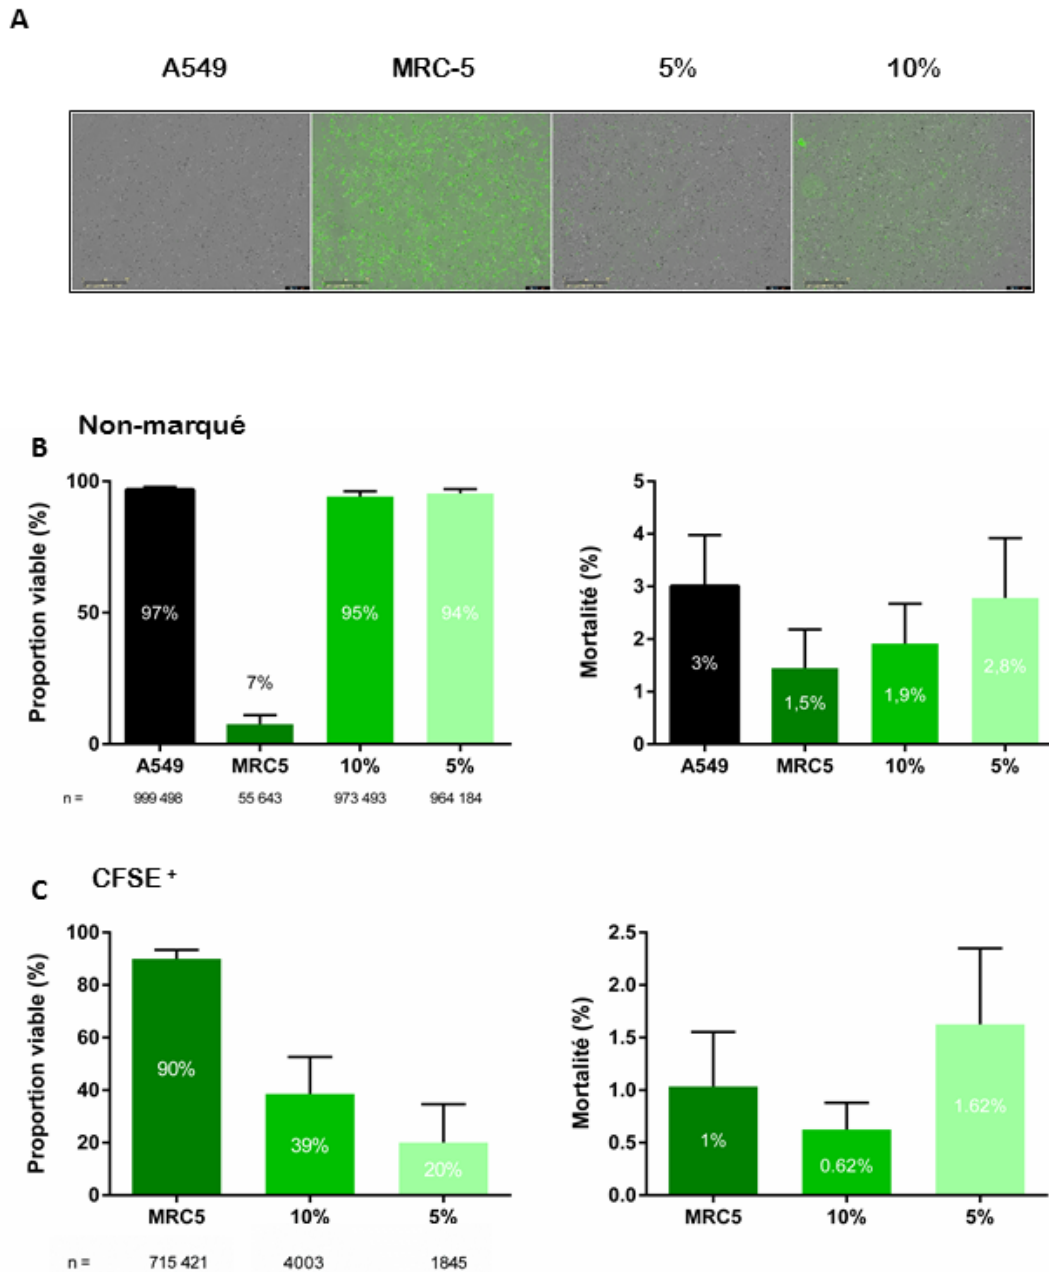 A
A549 MRC-5 5% 10%
Non-marqué
B
Proportion viable (%)
100
50
0
97%
7%
95%
94%
A549 MRC5 10% 5%
n = 999 498 55 643 973 493 964 184
Mortalité (%)
5
4
3
2
1
0
3%
1,5%
1,9%
2,8%
A549 MRC5 10% 5%
CFSE +
C
Proportion viable (%)
100
80
60
40
20
0
90%
39%
20%
MRC5 10% 5%
n = 715 421 4003 1845
Mortalité (%)
2.5
2.0
1.5
1.0
0.5
0.0
1%
0.62%
1.62%
MRC5 10% 5%